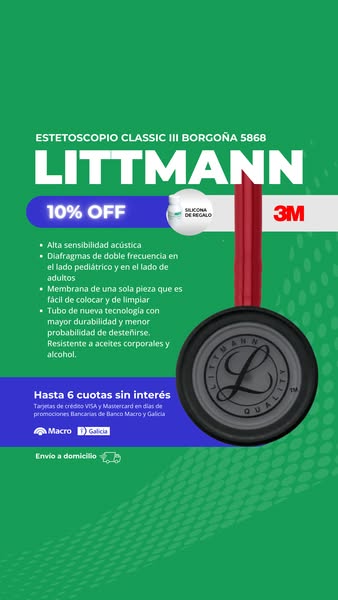 ESTETOSCOPIO CLASSIC III BORGOÑA 5868
LITTMANN
10% OFF
SILICONA
DE REGALO
3M
• Alta sensibilidad acústica
• Diafragmas de doble frecuencia en
el lado pediátrico y en el lado de
adultos
• Membrana de una sola pieza que es
fácil de colocar y de limpiar
• Tubo de nueva tecnología con
mayor durabilidad y menor
probabilidad de desteñirse.
Resistente a aceites corporales y
alcohol.
LITTMANN
L
QUALITY
TM
Hasta 6 cuotas sin interés
Tarjetas de crédito VISA y Mastercard en días de
promociones Bancarias de Banco Macro y Galicia
Macro
Galicia
Envío a domicilio